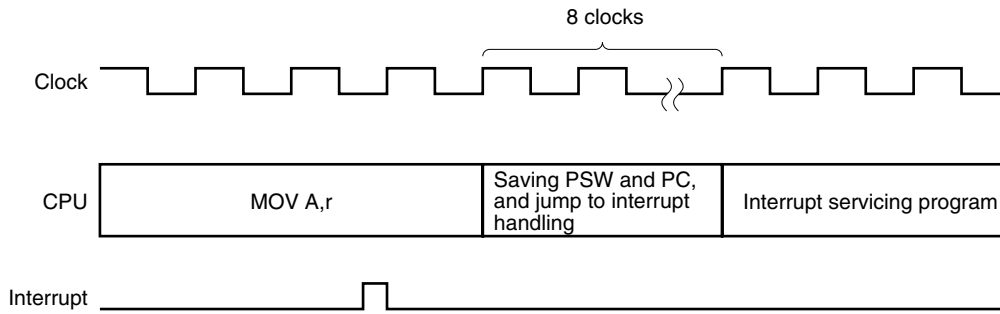 8 clocks
Clock
CPU
MOV A,r
Saving PSW and PC,
and jump to interrupt
handling
Interrupt servicing program
Interrupt